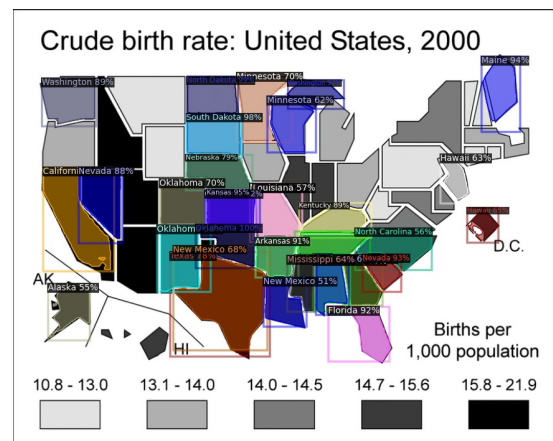 Crude birth rate: United States, 2000
Minnesota 70%
Maine 94%
Washington 89%
Minnesota 62%
South Dakota 98%
Nebraska 79%
Hawaii 63%
California
Nevada 88%
Oklahoma 70%
Kansas 95%
Louisiana 57%
Kentucky 89%
Oklahoma
Oklahoma 100%
Arkansas 91%
North Carolina 56%
New Mexico 68%
Mississippi 64%
Nevada 93%
D.C.
AK
Alaska 55%
New Mexico 51%
Florida 92%
HI
Births per
1,000 population
10.8 - 13.0
13.1 - 14.0
14.0 - 14.5
14.7 - 15.6
15.8 - 21.9